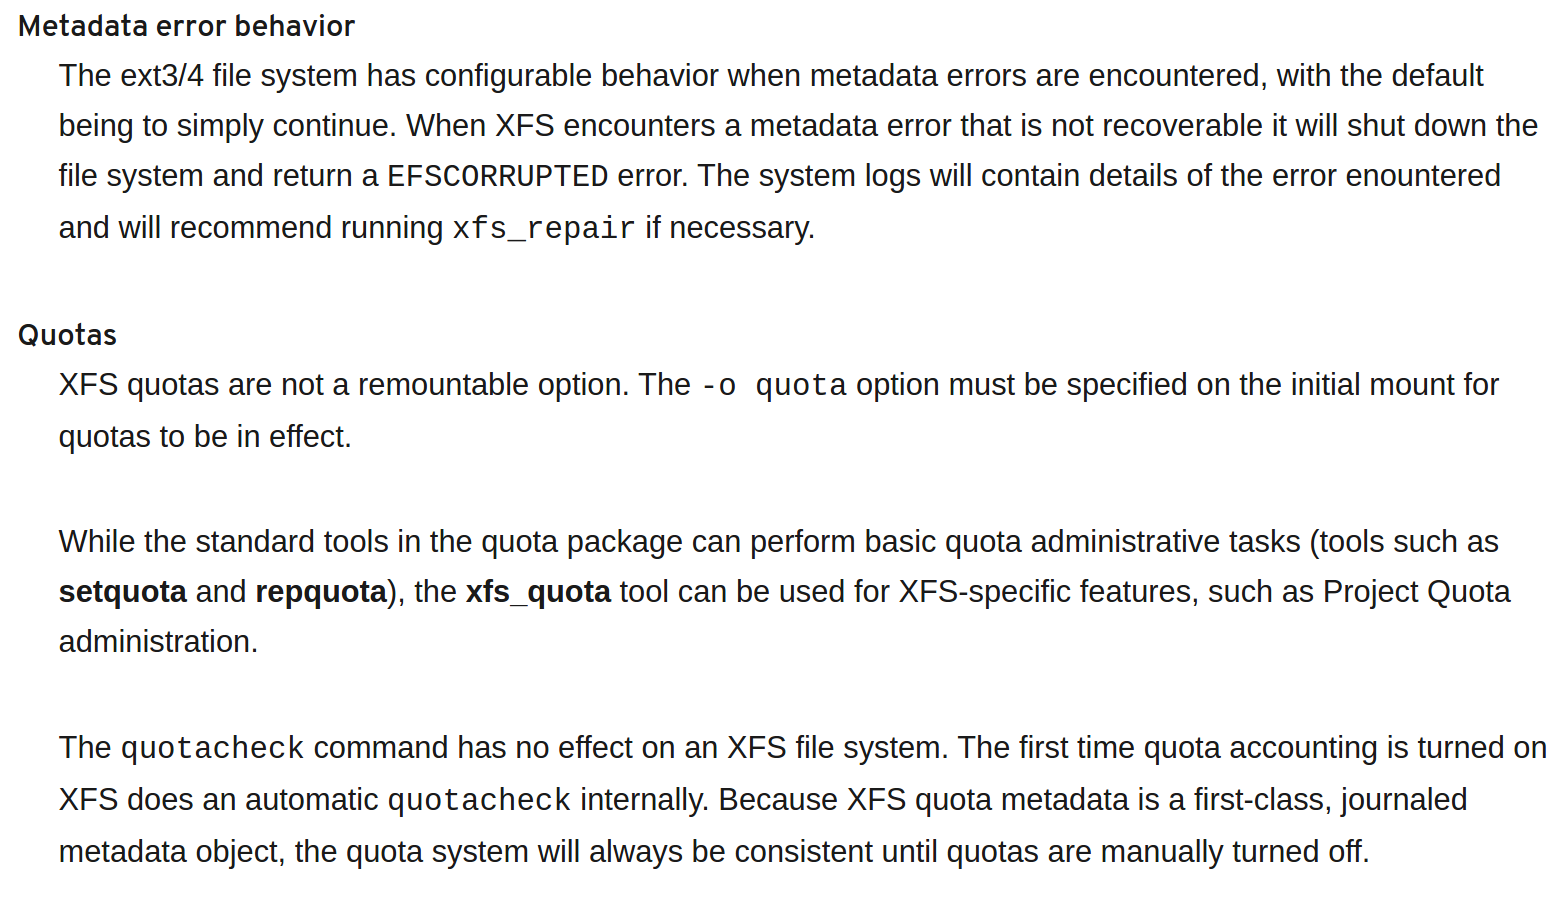 Metadata error behavior
The ext3/4 file system has configurable behavior when metadata errors are encountered, with the default
being to simply continue. When XFS encounters a metadata error that is not recoverable it will shut down the
file system and return a EFSCORRUPTED error. The system logs will contain details of the error enountered
and will recommend running xfs_repair if necessary.
Quotas
XFS quotas are not a remountable option. The -o quota option must be specified on the initial mount for
quotas to be in effect.
While the standard tools in the quota package can perform basic quota administrative tasks (tools such as
setquota and repquota), the xfs_quota tool can be used for XFS-specific features, such as Project Quota
administration.
The quotacheck command has no effect on an XFS file system. The first time quota accounting is turned on
XFS does an automatic quotacheck internally. Because XFS quota metadata is a first-class, journaled
metadata object, the quota system will always be consistent until quotas are manually turned off.